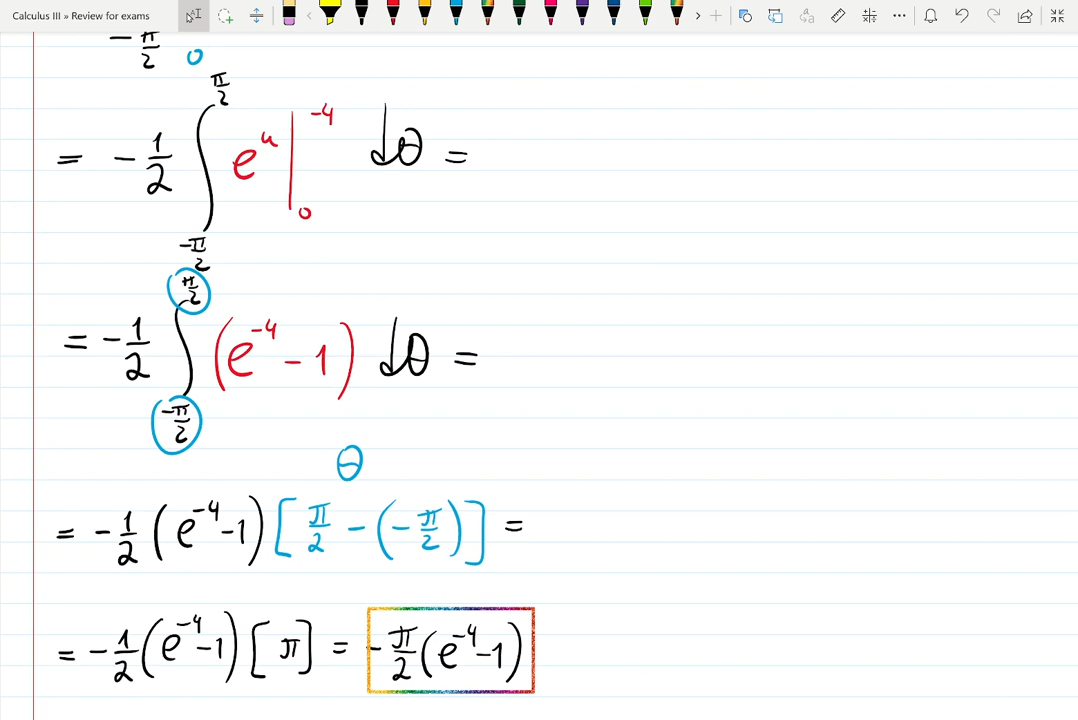 Calculus III » Review for exams
- π/2 0
= -1/2 ∫_{-π/2}^{π/2} e^u |_0^{-4} dθ =
= -1/2 ∫_{-π/2}^{π/2} (e^{-4} - 1) dθ =
θ
= -1/2 (e^{-4} - 1) [π/2 - (-π/2)] =
= -1/2 (e^{-4} - 1) [π] = -π/2 (e^{-4} - 1)